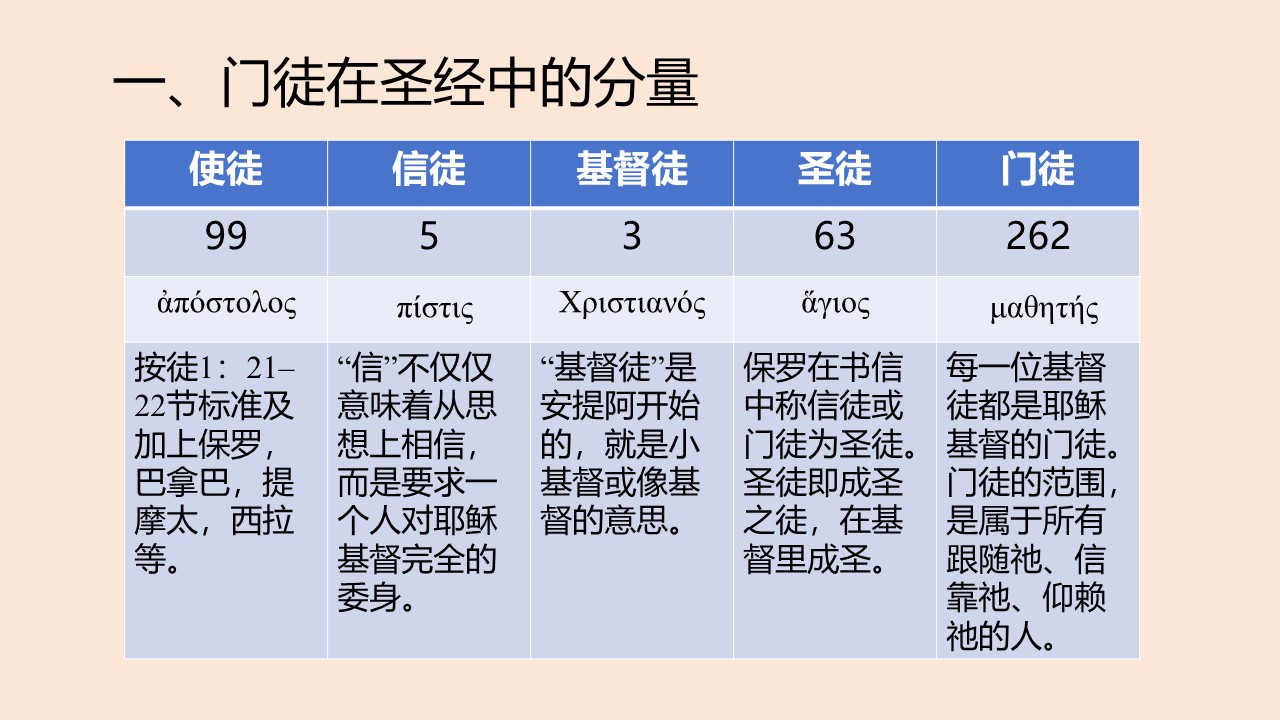 一、门徒在圣经中的分量
使徒 信徒 基督徒 圣徒 门徒
99 5 3 63 262
ἀπόστολος πίστις Χριστιανός ἅγιος μαθητής
按徒1：21–
22节标准及
加上保罗，
巴拿巴，提
摩太，西拉
等。
“信”不仅仅
意味着从思
想上相信，
而是要求一
个人对耶稣
基督完全的
委身。
“基督徒”是
安提阿开始
的，就是小
基督或像基
督的意思。
保罗在书信
中称信徒或
门徒为圣徒。
圣徒即成圣
之徒，在基
督里成圣。
每一位基督
徒都是耶稣
基督的门徒。
门徒的范围，
是属于所有
跟随祂、信
靠祂、仰赖
祂的人。